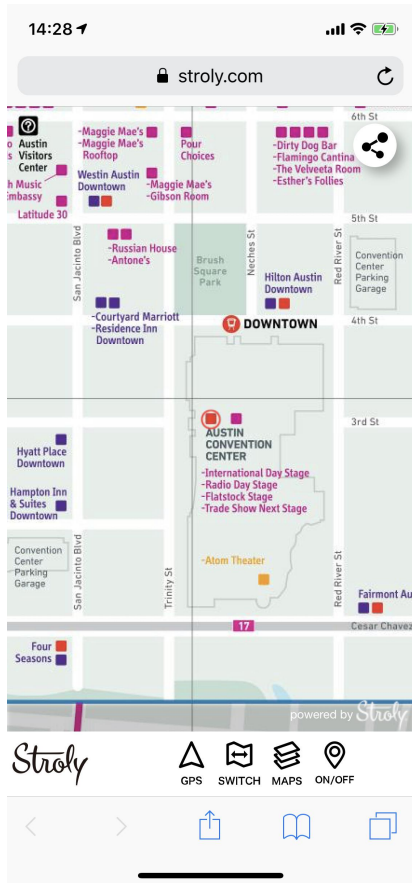 14:28
stroly.com
6th St
Austin
Visitors
Center
-Maggie Mae's
-Maggie Mae's
Rooftop
Pour
Choices
-Dirty Dog Bar
-Flamingo Cantina
-The Velveeta Room
-Esther's Follies
Westin Austin
Downtown
h Music
mbassy
-Maggie Mae's
-Gibson Room
Latitude 30
5th St
San Jacinto Blvd
-Russian House
-Antone's
Brush
Square
Park
Neches St
Red River St
Convention
Center
Parking
Garage
Hilton Austin
Downtown
-Courtyard Marriott
-Residence Inn
Downtown
DOWNTOWN
4th St
3rd St
AUSTIN
CONVENTION
CENTER
-International Day Stage
-Radio Day Stage
-Flatstock Stage
-Trade Show Next Stage
Hyatt Place
Downtown
Hampton Inn
& Suites
Downtown
Convention
Center
Parking
Garage
San Jacinto Blvd
Trinity St
-Atom Theater
Red River St
Fairmont Au
17
Cesar Chavez
Four
Seasons
powered by Stroly
Stroly
GPS
SWITCH
MAPS
ON/OFF